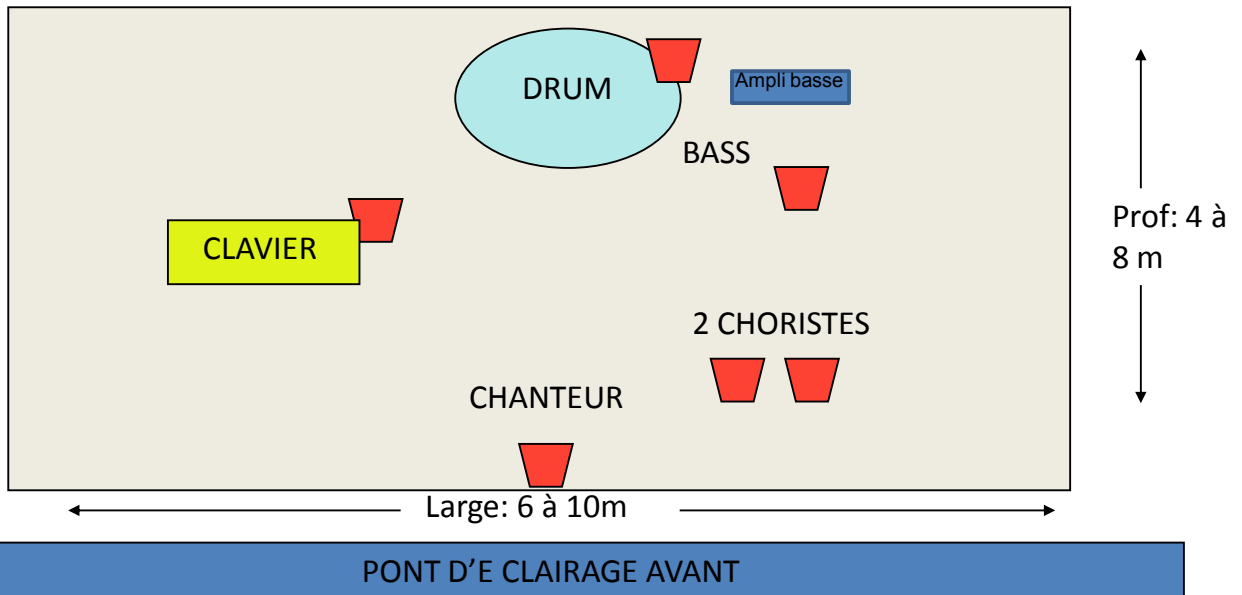 DRUM
Ampli basse
BASS
CLAVIER
Prof: 4 à
8 m
2 CHORISTES
CHANTEUR
Large: 6 à 10m
PONT D’E CLAIRAGE AVANT